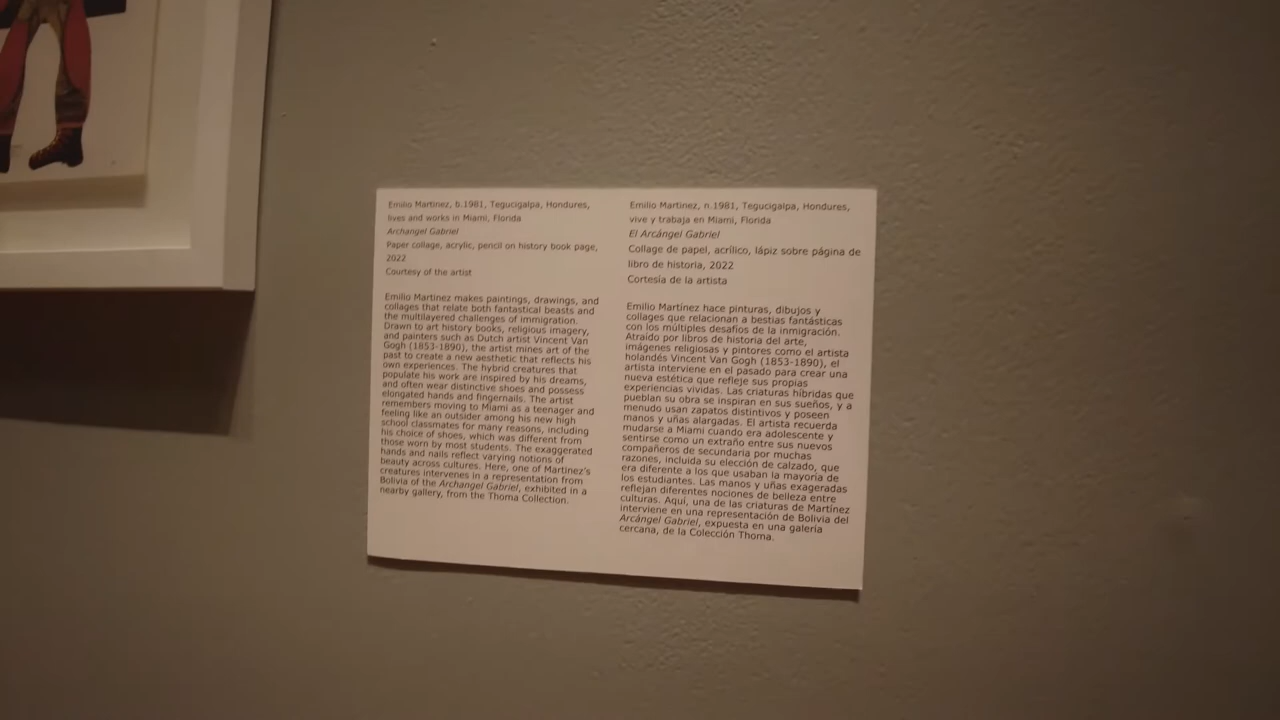 Emilio Martinez, b.1981, Tegucigalpa, Hondures,
lives and works in Miami, Florida
Archangel Gabriel
Paper collage, acrylic, pencil on history book page,
2022
Courtesy of the artist
Emilio Martinez makes paintings, drawings, and
collages that relate both fantastical beasts and
the multilayered challenges of immigration.
Drawn to art history books, religious imagery,
and painters such as Dutch artist Vincent Van
Gogh (1853-1890), the artist mines art of the
past to create a new aesthetic that reflects his
own experiences. The hybrid creatures that
populate his work are inspired by his dreams,
and often wear distinctive shoes and possess
elongated hands and fingernails. The artist
remembers moving to Miami as a teenager and
feeling like an outsider among his new high
school classmates for many reasons, including
his choice of shoes, which was different from
those worn by most students. The exaggerated
hands and nails reflect varying notions of
beauty across cultures. Here, one of Martinez's
creatures intervenes in a representation from
Bolivia of the Archangel Gabriel, exhibited in a
nearby gallery, from the Thoma Collection.
Emilio Martinez, n.1981, Tegucigalpa, Hondures,
vive y trabaja en Miami, Florida
El Arcángel Gabriel
Collage de papel, acrílico, lápiz sobre página de
libro de historia, 2022
Cortesía de la artista
Emilio Martínez hace pinturas, dibujos y
collages que relacionan a bestias fantásticas
con los múltiples desafíos de la inmigración.
Atraído por libros de historia del arte,
imágenes religiosas y pintores como el artista
holandés Vincent Van Gogh (1853-1890), el
artista interviene en el pasado para crear una
nueva estética que refleje sus propias
experiencias vividas. Las criaturas híbridas que
pueblan su obra se inspiran en sus sueños, y a
menudo usan zapatos distintivos y poseen
manos y uñas alargadas. El artista recuerda
mudarse a Miami cuando era adolescente y
sentirse como un extraño entre sus nuevos
compañeros de secundaria por muchas
razones, incluida su elección de calzado, que
era diferente a los que usaban la mayoría de
los estudiantes. Las manos y uñas exageradas
reflejan diferentes nociones de belleza entre
culturas. Aquí, una de las criaturas de Martínez
interviene en una representación de Bolivia del
Arcángel Gabriel, expuesta en una galería
cercana, de la Colección Thoma.